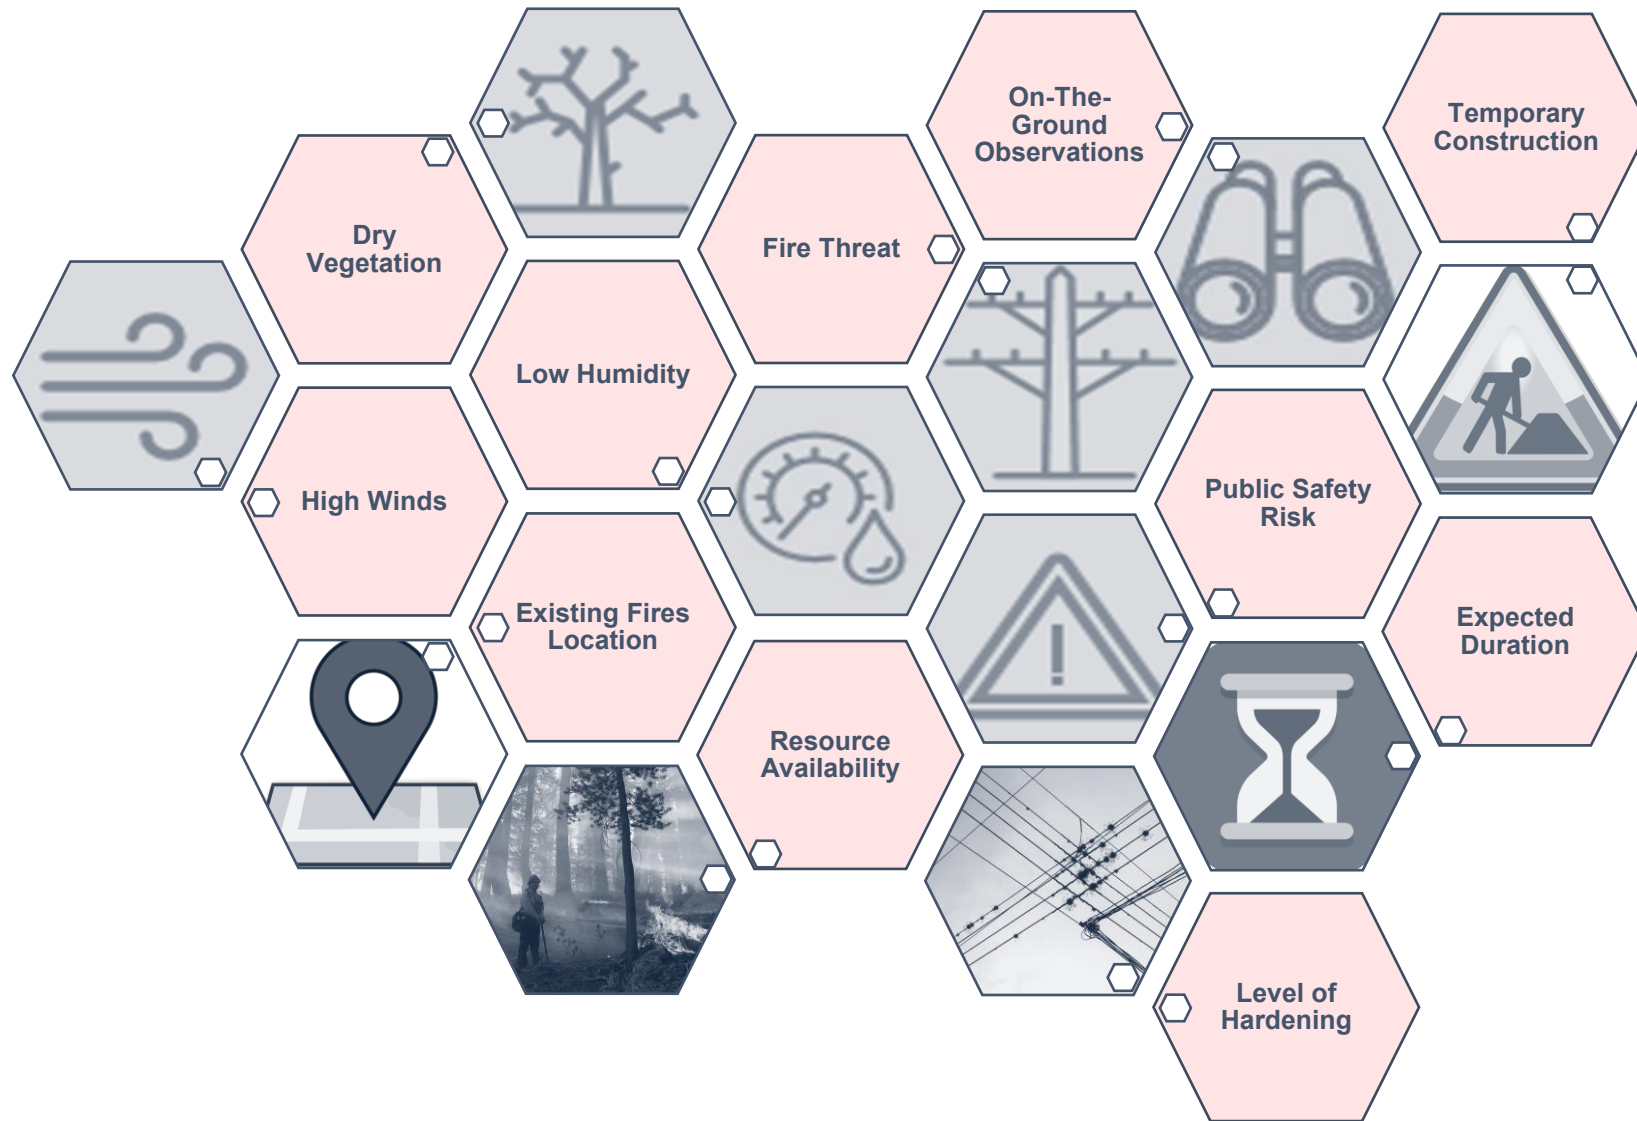 On-The-
Ground
Observations
Temporary
Construction
Dry
Vegetation
Fire Threat
Low Humidity
High Winds
Public Safety
Risk
Existing Fires
Location
Expected
Duration
Resource
Availability
Level of
Hardening